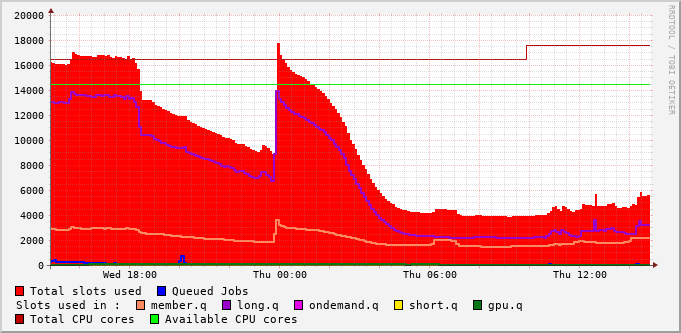 20000
18000
16000
14000
12000
10000
8000
6000
4000
2000
0
Wed 18:00 Thu 00:00 Thu 06:00 Thu 12:00
Total slots used Queued Jobs
Slots used in : member.q long.q ondemand.q short.q gpu.q
Total CPU cores Available CPU cores
RRDTOOL / TOBI OETIKER